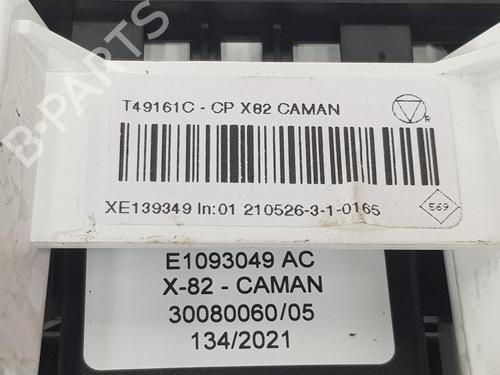 T49161C - CP X82 CAMAN
R
XE139349 In:01 210526-3-1-0165
569
E1093049 AC
X-82 - CAMAN
30080060/05
134/2021
B-PARTS